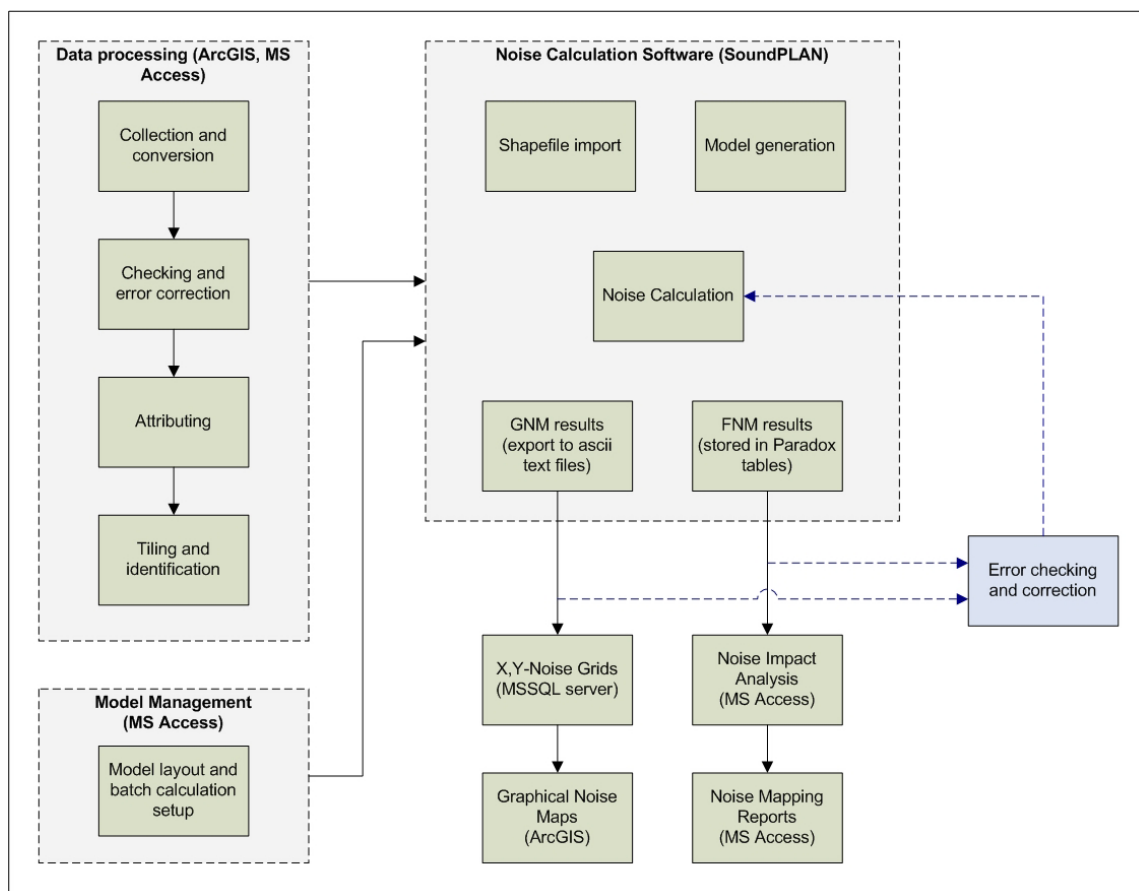 Data processing (ArcGIS, MS
Access)
Collection and
conversion
Checking and
error correction
Attributing
Tiling and
identification
Model Management
(MS Access)
Model layout and
batch calculation
setup
Noise Calculation Software (SoundPLAN)
Shapefile import
Model generation
Noise Calculation
GNM results
(export to ascii
text files)
FNM results
(stored in Paradox
tables)
Error checking
and correction
X,Y-Noise Grids
(MSSQL server)
Noise Impact
Analysis
(MS Access)
Graphical Noise
Maps
(ArcGIS)
Noise Mapping
Reports
(MS Access)